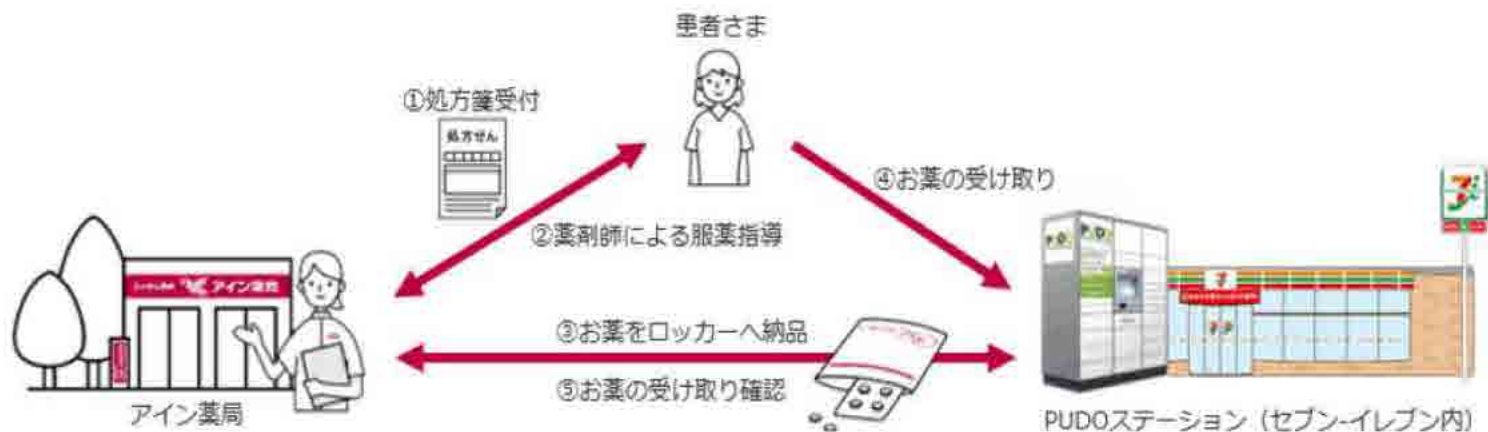 患者さま
①処方箋受付
処方せん
④お薬の受け取り
②薬剤師による服薬指導
アイン薬局
③お薬をロッカーへ納品
⑤お薬の受け取り確認
アイン薬局
PUDOステーション（セブン-イレブン内）